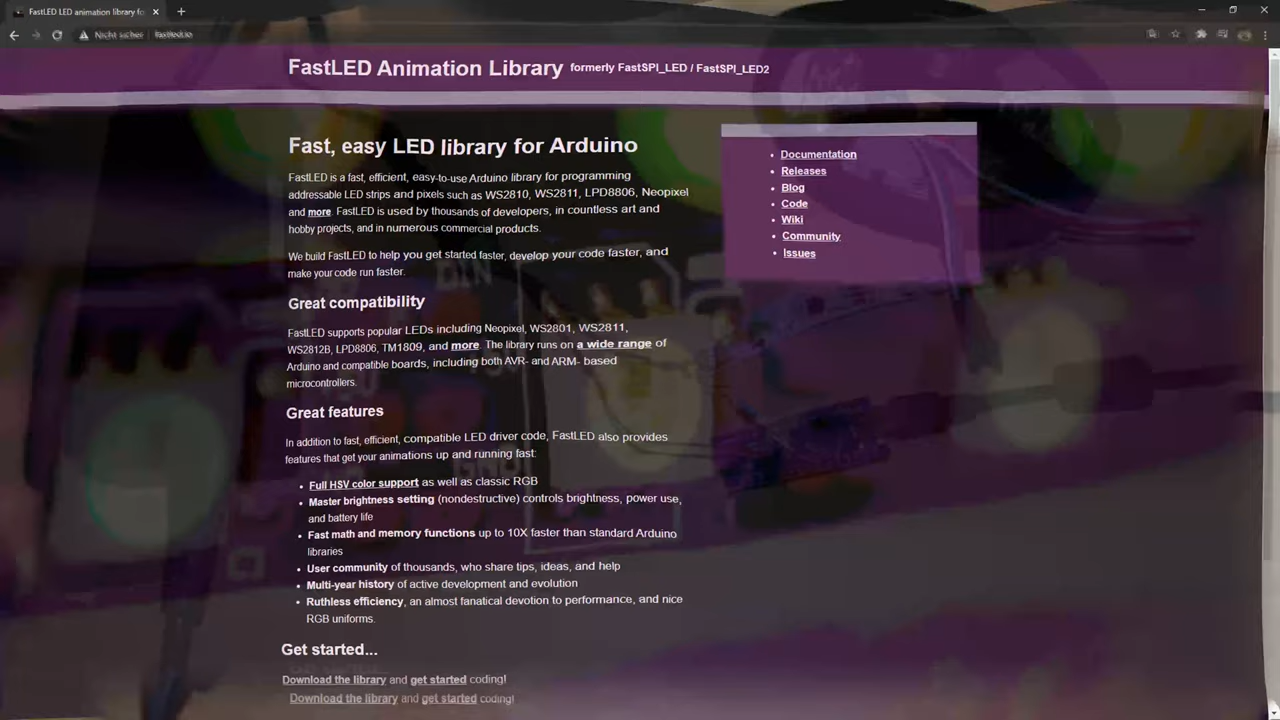 FastLED LED animation library fo
Nicht sicher fastled.io
FastLED Animation Library formerly FastSPI_LED / FastSPI_LED2
Fast, easy LED library for Arduino
FastLED is a fast, efficient, easy-to-use Arduino library for programming
addressable LED strips and pixels such as WS2810, WS2811, LPD8806, Neopixel
and more. FastLED is used by thousands of developers, in countless art and
hobby projects, and in numerous commercial products.
We build FastLED to help you get started faster, develop your code faster, and
make your code run faster.
Great compatibility
FastLED supports popular LEDs including Neopixel, WS2801, WS2811,
WS2812B, LPD8806, TM1809, and more. The library runs on a wide range of
Arduino and compatible boards, including both AVR- and ARM- based
microcontrollers.
Great features
In addition to fast, efficient, compatible LED driver code, FastLED also provides
features that get your animations up and running fast:
• Full HSV color support as well as classic RGB
• Master brightness setting (nondestructive) controls brightness, power use,
and battery life
• Fast math and memory functions up to 10X faster than standard Arduino
libraries
• User community of thousands, who share tips, ideas, and help
• Multi-year history of active development and evolution
• Ruthless efficiency, an almost fanatical devotion to performance, and nice
RGB uniforms.
Get started...
Download the library and get started coding!
Download the library and get started coding!
• Documentation
• Releases
• Blog
• Code
• Wiki
• Community
• Issues
DIN
GND